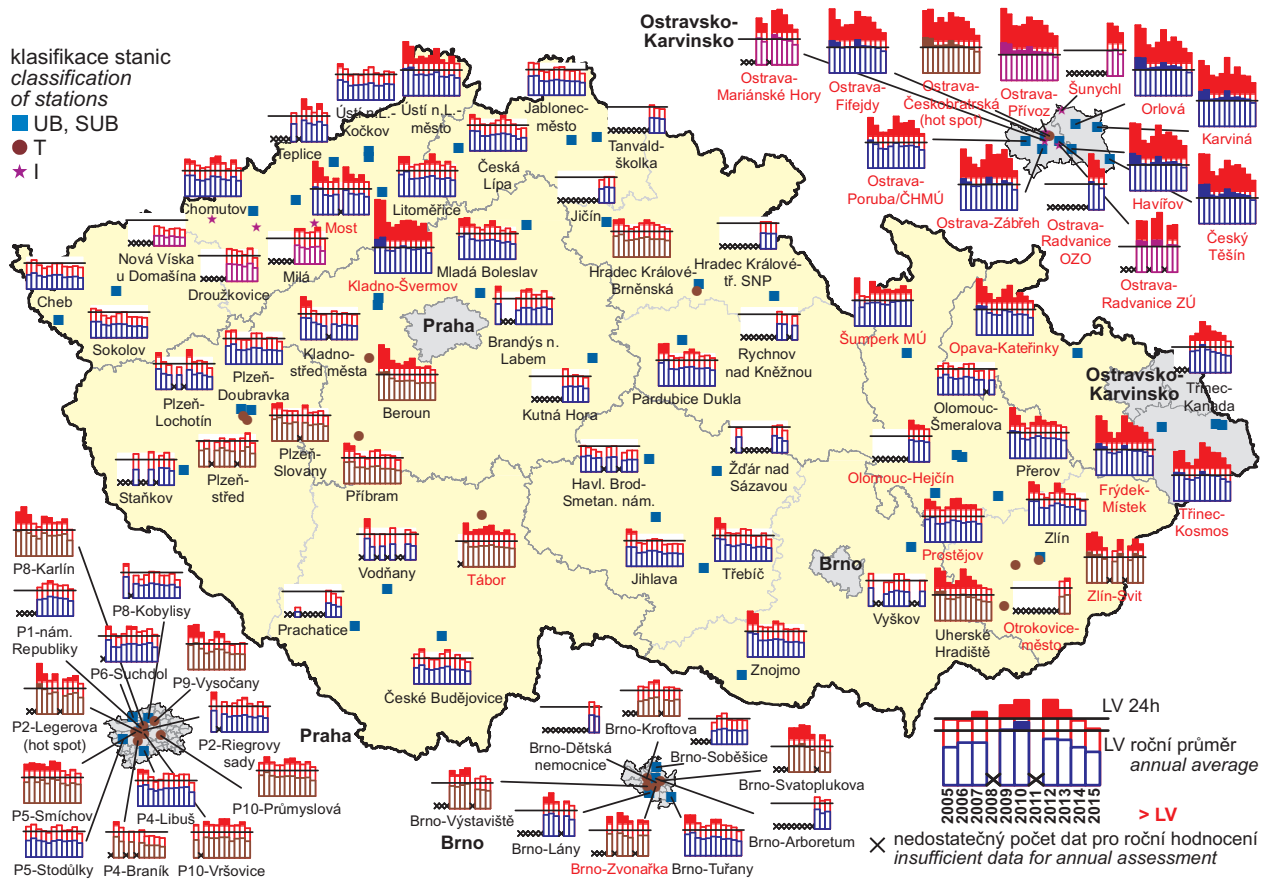 klasifikace stanic
classification
of stations
UB, SUB
T
I
Ostravsko-
Karvinsko
Ostrava-
Mariánské Hory
Ostrava-
Fifejdy
Ostrava-
Českobratrská
(hot spot)
Ostrava-
Přívoz
Šunychl
Orlová
Karviná
Ostrava-
Poruba/ČHMÚ
Ostrava-Zábřeh
Ostrava-
Radvanice
OZO
Havířov
Český
Těšín
Ostrava-
Radvanice ZÚ
Ústí n.L.-
Kočkov
Ústí n.L.-
město
Jablonec-
město
Teplice
Česká
Lípa
Tanvald-
školka
Chomutov
Most
Litoměřice
Jičín
Nová Víska
u Domašína
Droužkovice
Milá
Kladno-Švermov
Mladá Boleslav
Hradec Králové-
Brněnská
Hradec Králové-
tř. SNP
Cheb
Sokolov
Kladno-
střed města
Praha
Brandýs n.
Labem
Rychnov
nad Kněžnou
Šumperk MÚ
Opava-Kateřinky
Plzeň-
Doubravka
Plzeň-
Lochotín
Beroun
Kutná Hora
Pardubice Dukla
Olomouc-
Šmeralova
Ostravsko-
Karvinsko
Třinec-
Kanada
Staňkov
Plzeň-
střed
Plzeň-
Slovany
Příbram
Havl. Brod-
Smetan. nám.
Žďár nad
Sázavou
Olomouc-Hejčín
Přerov
Frýdek-
Místek
Třinec-
Kosmos
Vodňany
Tábor
Jihlava
Třebíč
Prostějov
Zlín
Brno
Vyškov
Uherské
Hradiště
Otrokovice-
město
Zlín-Svit
Prachatice
České Budějovice
Znojmo
P8-Karlín
P8-Kobylisy
P1-nám.
Republiky
P6-Suchdol
P9-Vysočany
P2-Legerova
(hot spot)
P2-Riegrovy
sady
Praha
P5-Smíchov
P4-Libuš
P10-Průmyslová
P5-Stodůlky
P4-Braník
P10-Vršovice
Brno-Kroftova
Brno-Dětská
nemocnice
Brno-Soběšice
Brno-Svatoplukova
Brno-Výstaviště
Brno
Brno-Lány
Brno-Zvonařka
Brno-Tuřany
Brno-Arboretum
LV 24h
LV roční průměr
annual average
2005
2006
2007
2008
2009
2010
2011
2012
2013
2014
2015
> LV
nedostatečný počet dat pro roční hodnocení
insufficient data for annual assessment